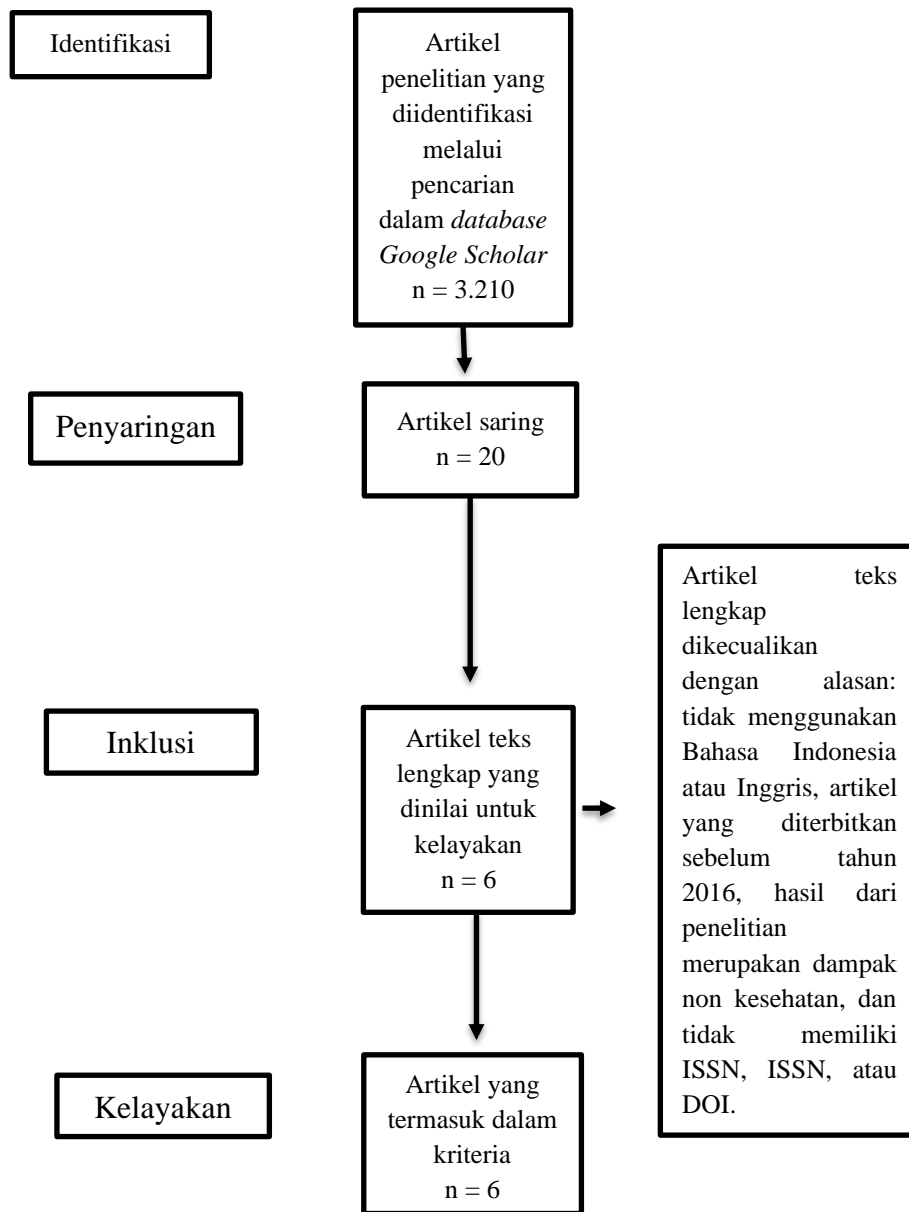 Identifikasi
Artikel
penelitian yang
diidentifikasi
melalui
pencarian
dalam database
Google Scholar
n = 3.210
Penyaringan
Artikel saring
n = 20
Inklusi
Artikel teks
lengkap yang
dinilai untuk
kelayakan
n = 6
Artikel teks
lengkap
dikecualikan
dengan alasan:
tidak menggunakan
Bahasa Indonesia
atau Inggris, artikel
yang diterbitkan
sebelum tahun
2016, hasil dari
penelitian
merupakan dampak
non kesehatan, dan
tidak memiliki
ISSN, ISSN, atau
DOI.
Kelayakan
Artikel yang
termasuk dalam
kriteria
n = 6